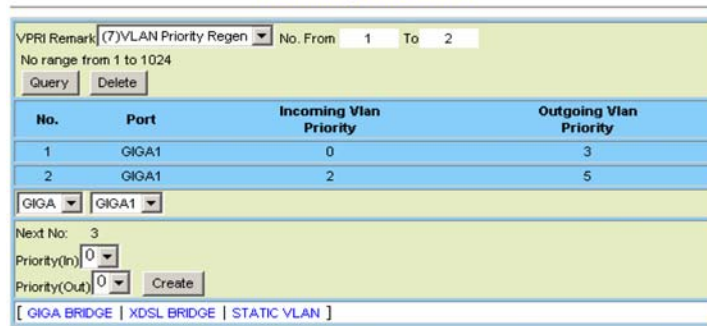 VPRI Remark (7)VLAN Priority Regen No. From 1 To 2
No range from 1 to 1024
Query Delete
No. Port Incoming Vlan Priority Outgoing Vlan Priority
1 GIGA1 0 3
2 GIGA1 2 5
GIGA GIGA1
Next No: 3
Priority(In) 0
Priority(Out) 0 Create
[ GIGA BRIDGE | XDSL BRIDGE | STATIC VLAN ]